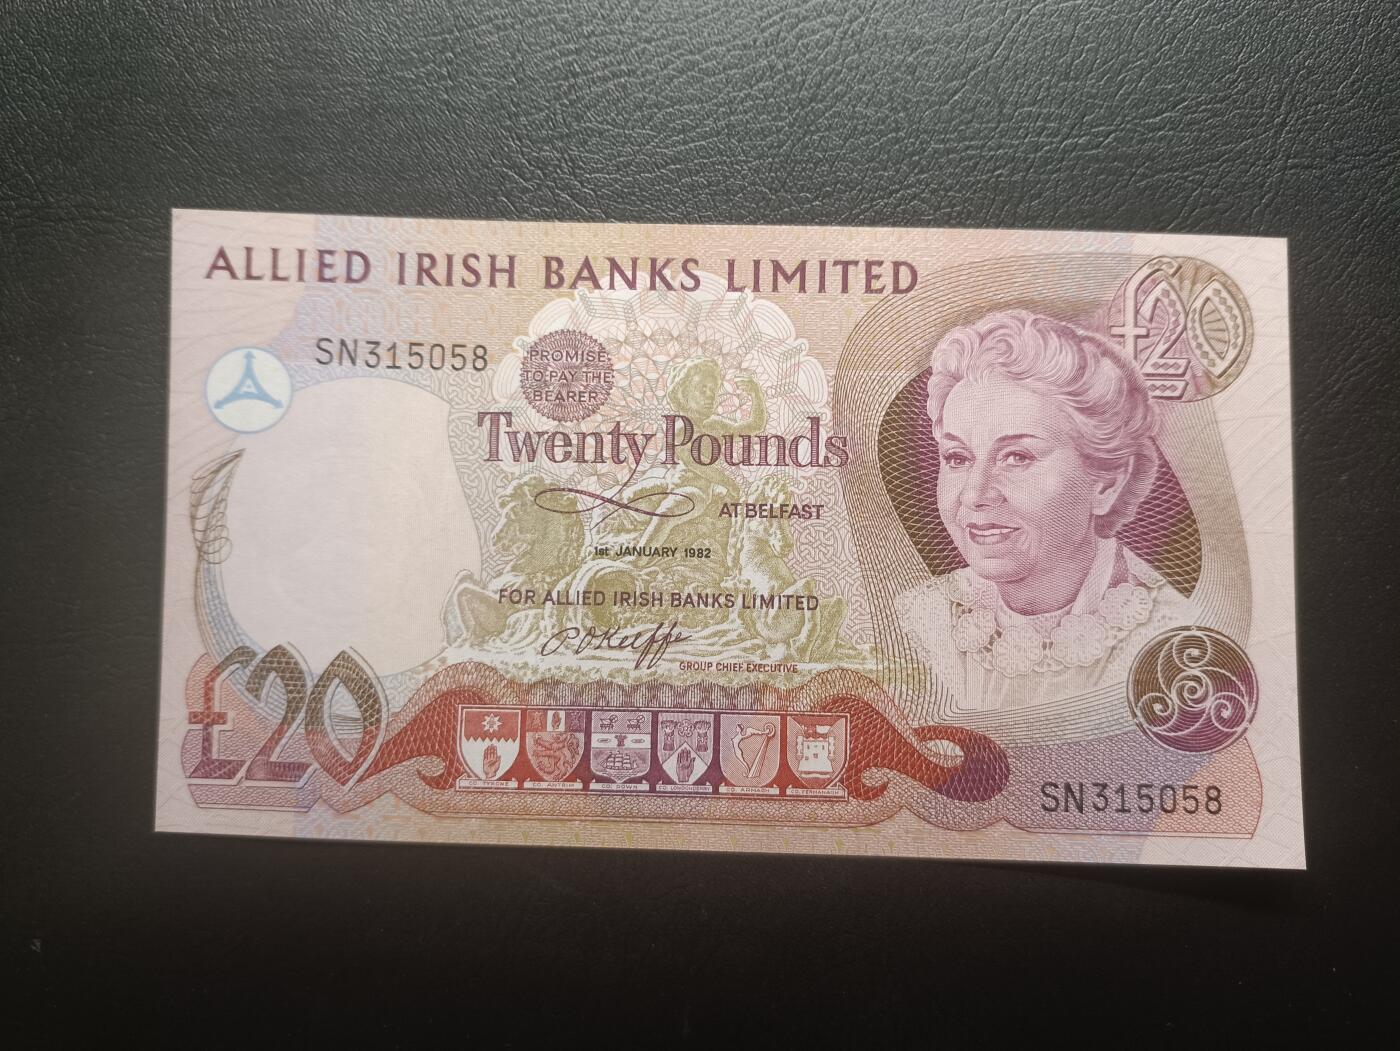 ALLIED IRISH BANKS LIMITED
£20
SN315058
PROMISE
TO PAY THE
BEARER
Twenty Pounds
AT BELFAST
1st JANUARY 1982
FOR ALLIED IRISH BANKS LIMITED
P O'Keeffe
GROUP CHIEF EXECUTIVE
£20
CO. TYRONE CO. ANTRIM CO. DOWN CO. LONDONDERRY CO. ARMAGH CO. FERMANAGH
SN315058